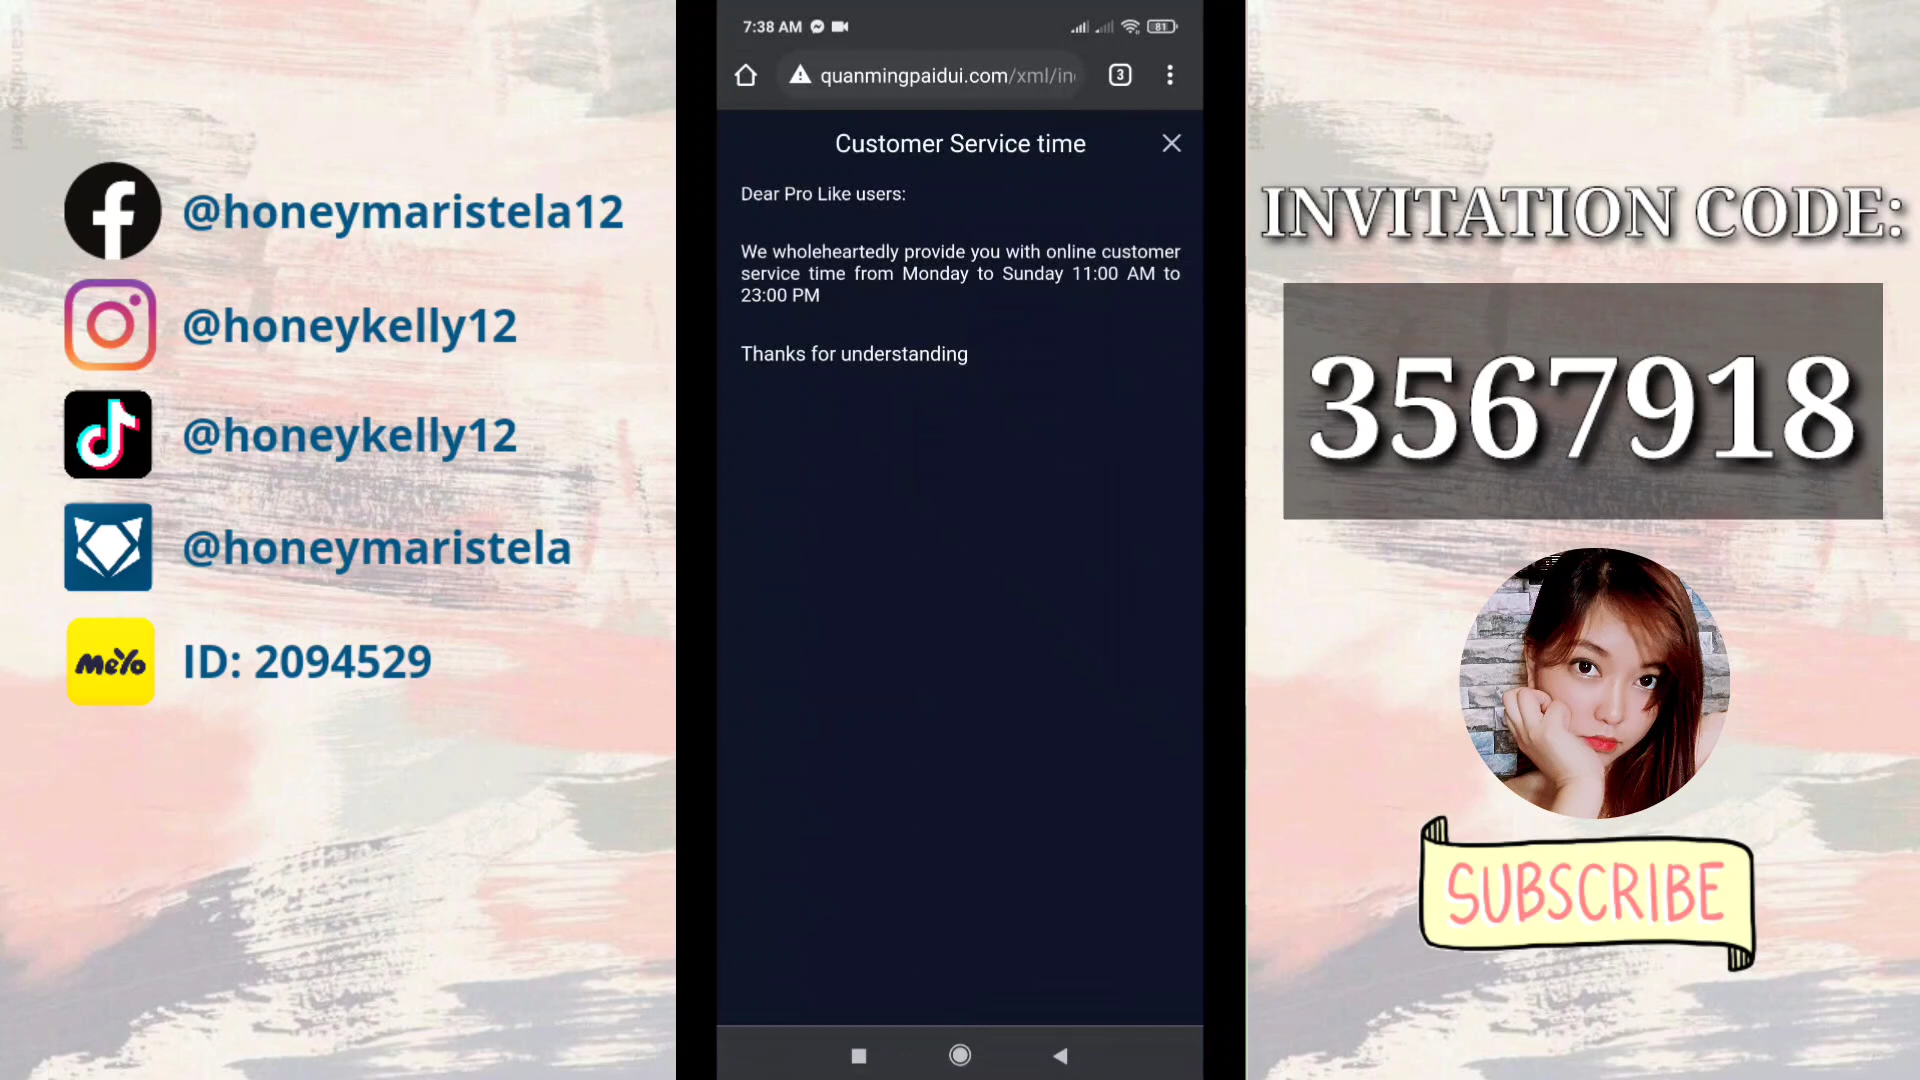 @honeymaristela12
@honeykelly12
@honeykelly12
@honeymaristela
MeYo
ID: 2094529
7:38 AM
81
quanmingpaidui.com/xml/in
3
Customer Service time
Dear Pro Like users:
We wholeheartedly provide you with online customer
service time from Monday to Sunday 11:00 AM to
23:00 PM
Thanks for understanding
INVITATION CODE:
3567918
SUBSCRIBE